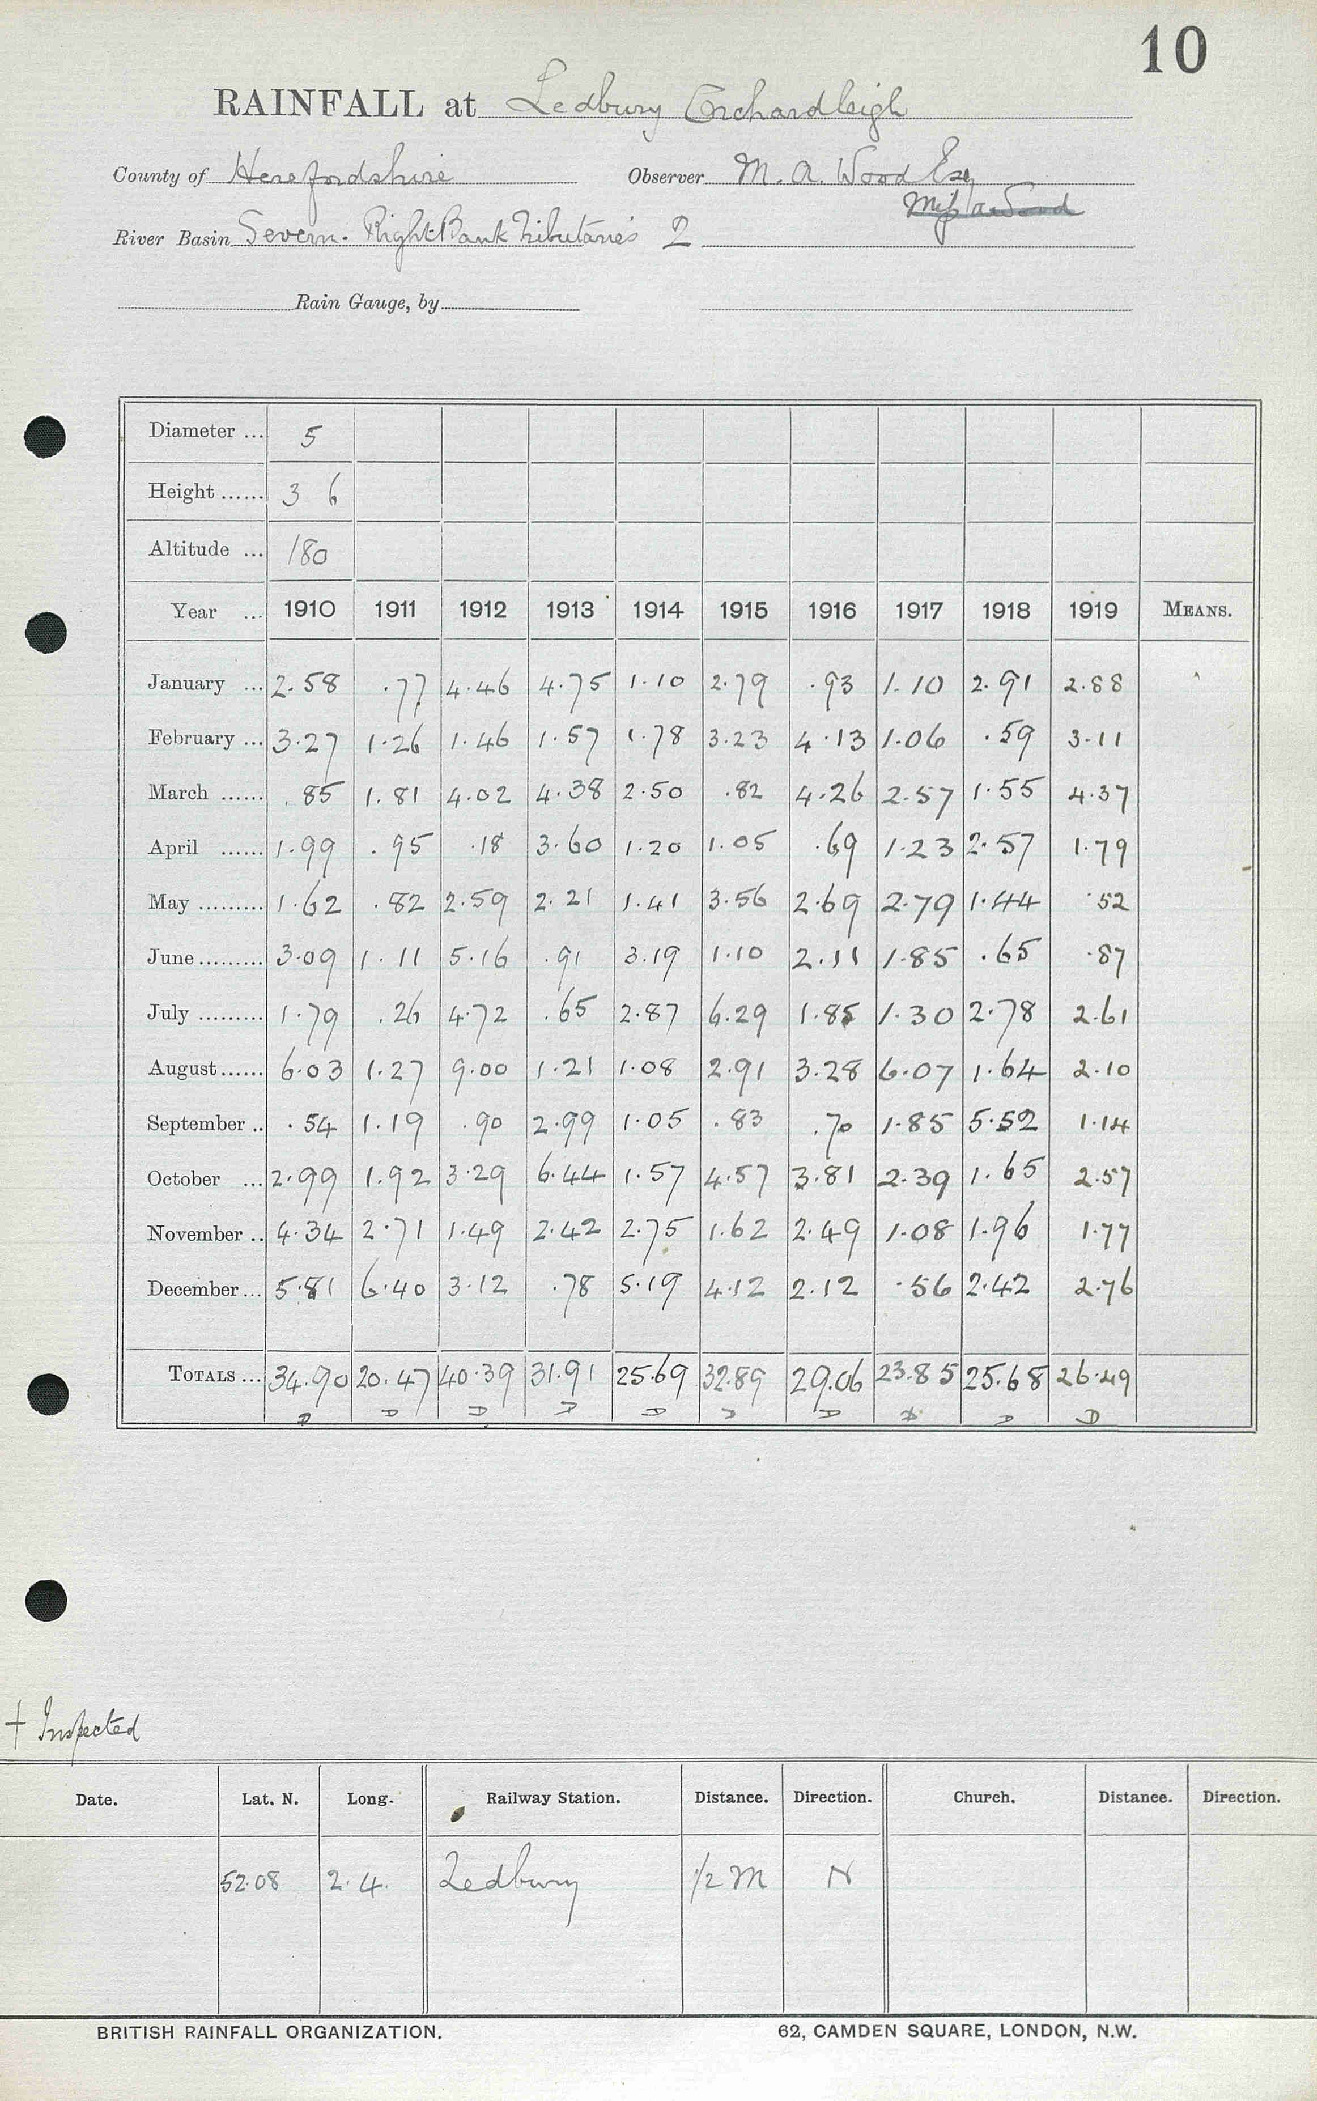 10
RAINFALL at Ledbury Orchardleigh
County of Herefordshire Observer M. A. Wood Esq
Miss A Wood
River Basin Severn. Right Bank Tributaries 2
Rain Gauge, by
Diameter ... 5
Height ...... 3 6
Altitude ... 180
Year ... 1910 1911 1912 1913 1914 1915 1916 1917 1918 1919 MEANS.
January ... 2.58 .77 4.46 4.75 1.10 2.79 .93 1.10 2.91 2.88
February ... 3.27 1.26 1.46 1.57 1.78 3.23 4.13 1.06 .59 3.11
March ...... .85 1.81 4.02 4.38 2.50 .82 4.26 2.57 1.55 4.37
April ...... 1.99 .95 .18 3.60 1.20 1.05 .69 1.23 2.57 1.79
May ......... 1.62 .82 2.59 2.21 1.41 3.56 2.69 2.79 1.44 .52
June ......... 3.09 1.11 5.16 .91 3.19 1.10 2.11 1.85 .65 .87
July ......... 1.79 .26 4.72 .65 2.87 6.29 1.85 1.30 2.78 2.61
August ...... 6.03 1.27 9.00 1.21 1.08 2.91 3.28 6.07 1.64 2.10
September .. .54 1.19 .90 2.99 1.05 .83 .70 1.85 5.52 1.14
October ... 2.99 1.92 3.29 6.44 1.57 4.57 3.81 2.39 1.65 2.57
November .. 4.34 2.71 1.49 2.42 2.75 1.62 2.49 1.08 1.96 1.77
December ... 5.81 6.40 3.12 .78 5.19 4.12 2.12 .56 2.42 2.76
TOTALS ... 34.90 20.47 40.39 31.91 25.69 32.89 29.06 23.85 25.68 26.49
D D D D D D D D D D
† Inspected
Date. Lat. N. Long. Railway Station. Distance. Direction. Church. Distance. Direction.
52.08 2.4. Ledbury 1/2 M N
BRITISH RAINFALL ORGANIZATION. 62, CAMDEN SQUARE, LONDON, N.W.